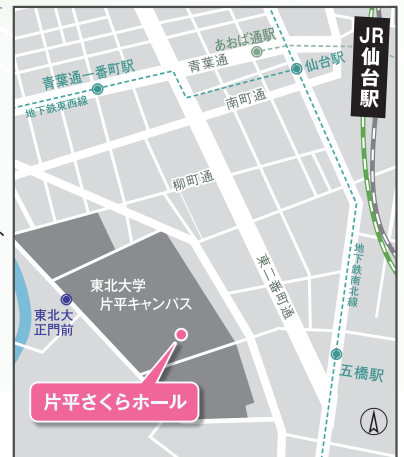 あおば通駅
JR仙台駅
青葉通
仙台駅
青葉通一番町駅
地下鉄東西線
南町通
柳町通
東二番町通
地下鉄南北線
東北大学
片平キャンパス
東北大
正門前
五橋駅
片平さくらホール